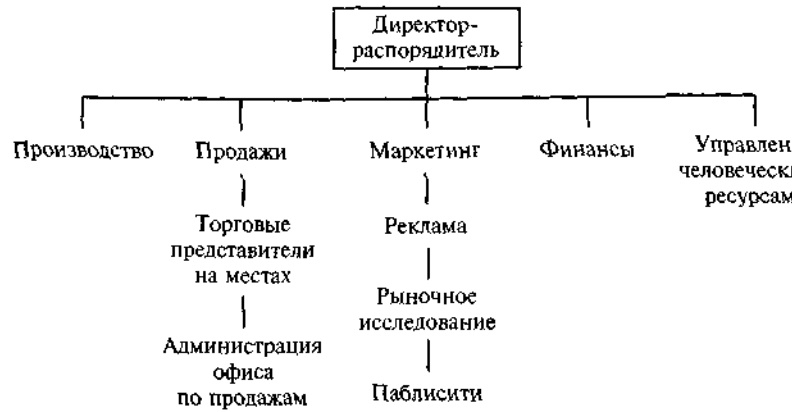 Директор-
распорядитель
Производство
Продажи
Маркетинг
Финансы
Управлен
человечески
ресурсам
Торговые
представители
на местах
Реклама
Рыночное
исследование
Администрация
офиса
по продажам
Паблисити